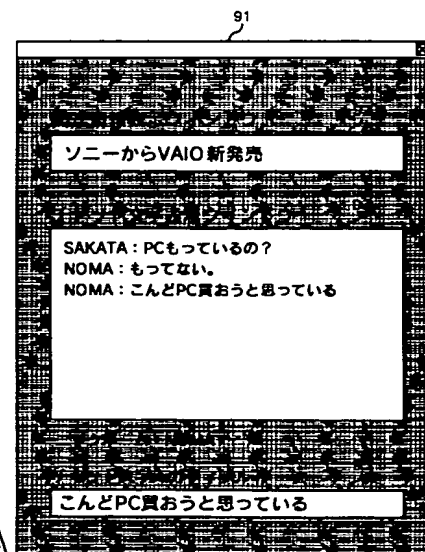 91
ソニーからVAIO新発売
SAKATA：PCもっているの？
NOMA：もってない。
NOMA：こんどPC買おうと思っている
こんどPC買おうと思っている